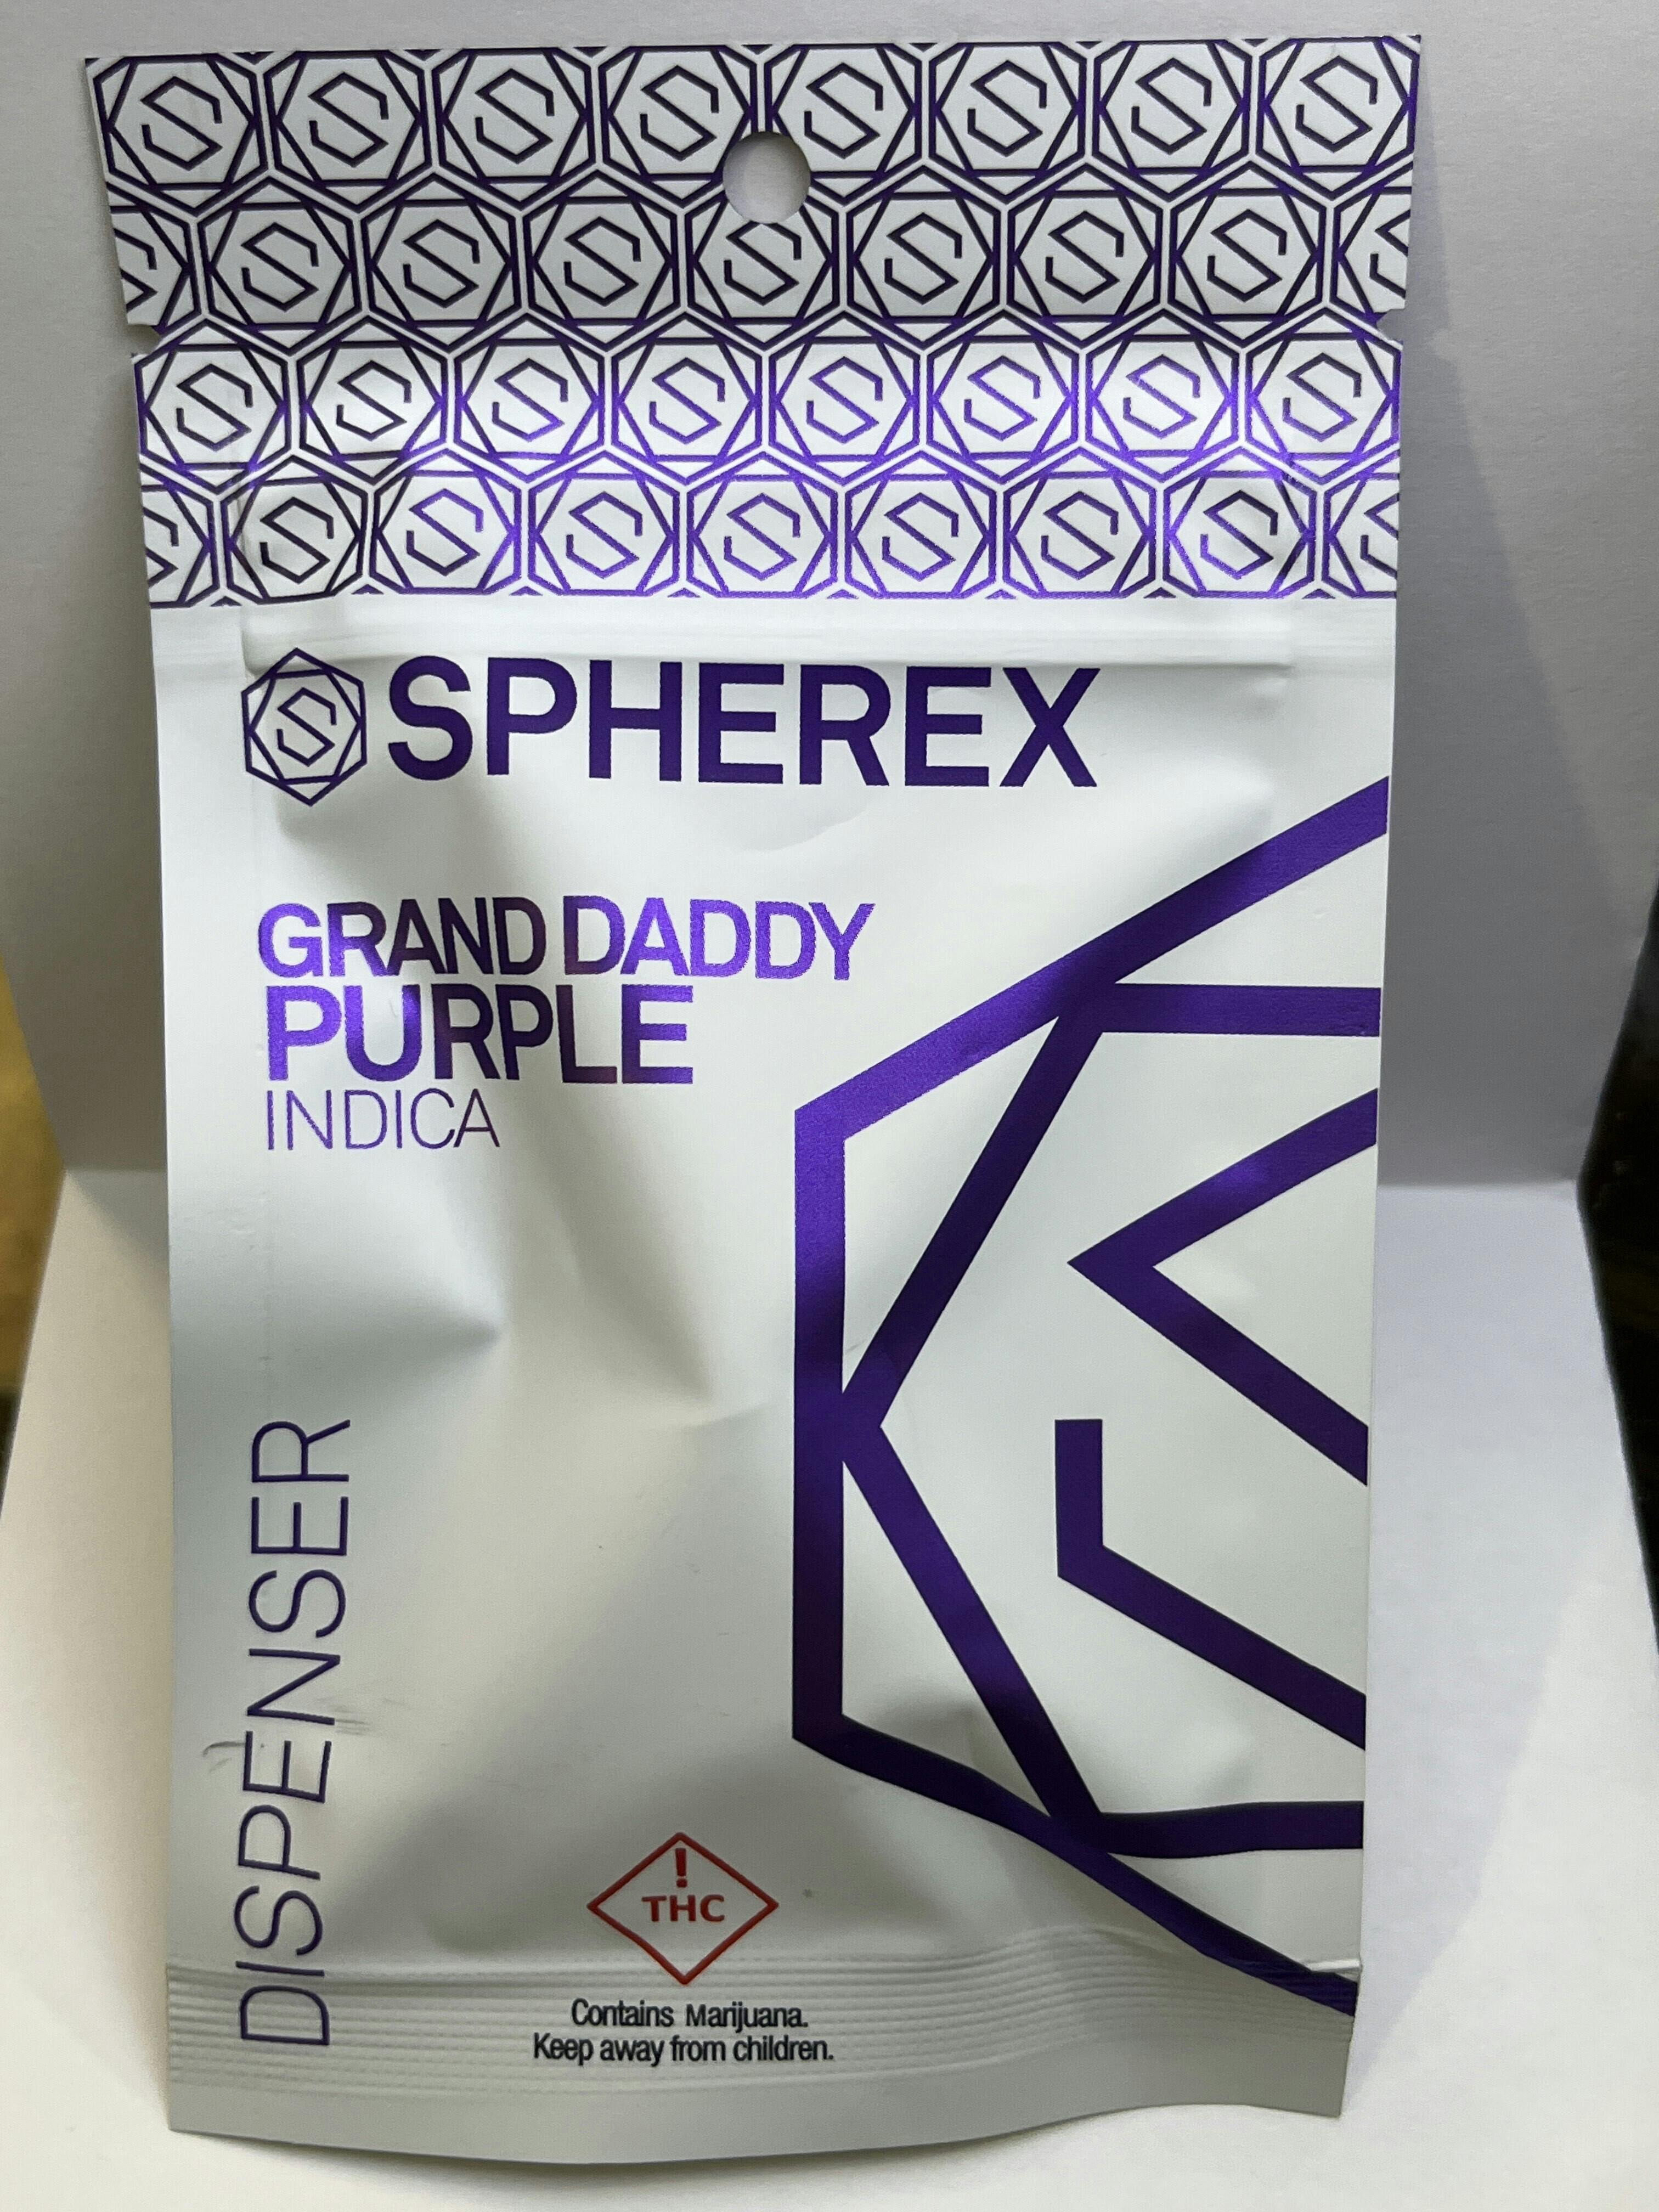 SPHEREX
GRAND DADDY
PURPLE
INDICA
DISPENSER
!
THC
Contains Marijuana.
Keep away from children.